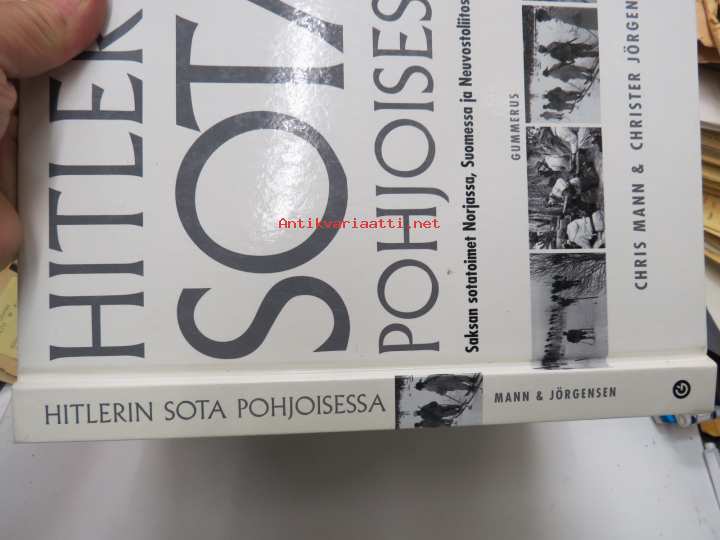 HITLER
SOTA
POHJOISES
Saksan sotatoimet Norjassa, Suomessa ja Neuvostoliitos
GUMMERUS
CHRIS MANN & CHRISTER JÖRGEN
Antikvariaatti.net
HITLERIN SOTA POHJOISESSA
MANN & JÖRGENSEN
G